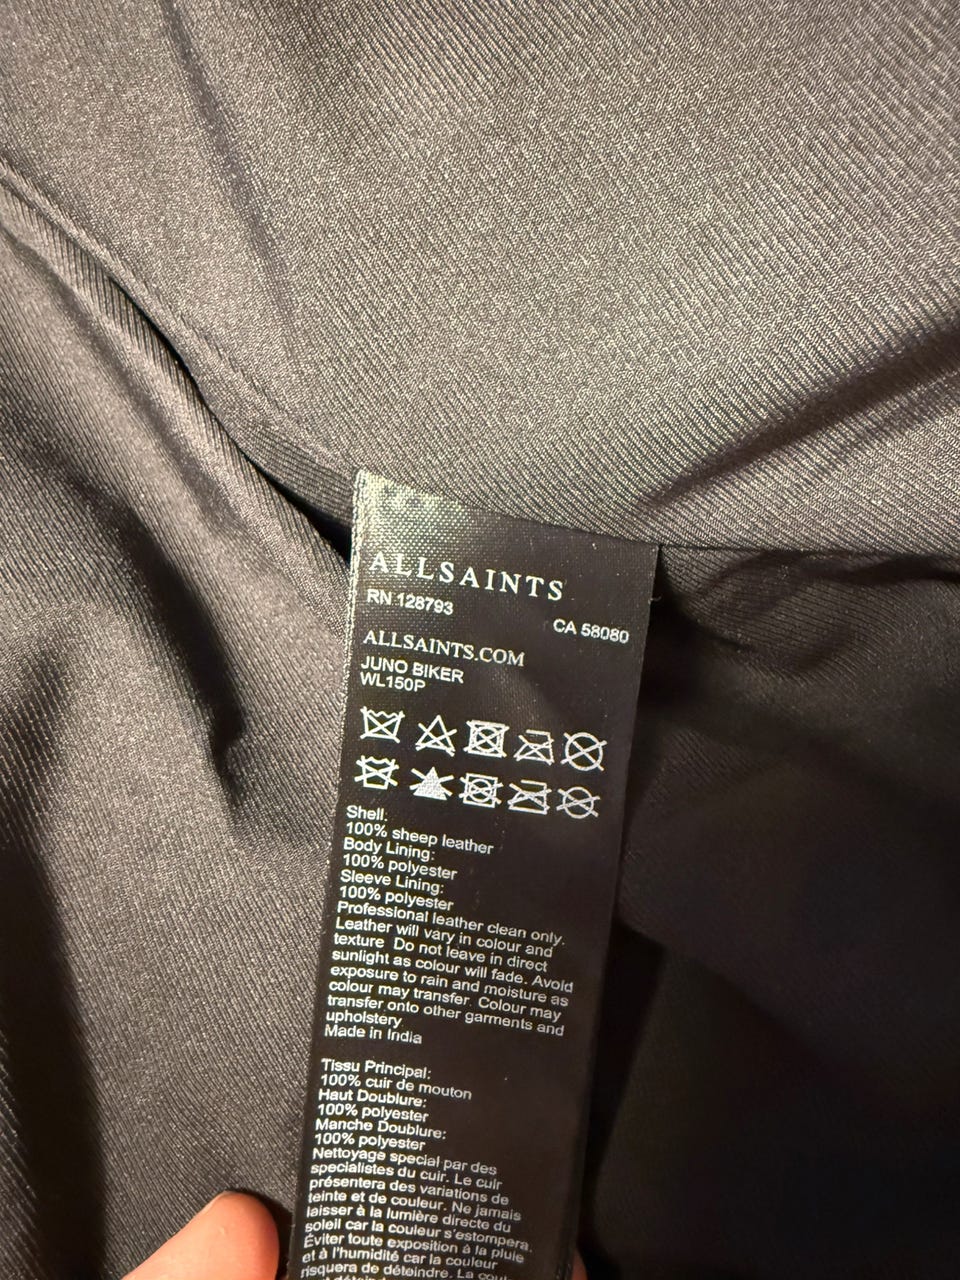 ALLSAINTS
RN 128793
CA 58080
ALLSAINTS.COM
JUNO BIKER
WL150P
Shell:
100% sheep leather
Body Lining:
100% polyester
Sleeve Lining:
100% polyester
Professional leather clean only.
Leather will vary in colour and
texture Do not leave in direct
sunlight as colour will fade. Avoid
exposure to rain and moisture as
colour may transfer. Colour may
transfer onto other garments and
upholstery
Made in India
Tissu Principal:
100% cuir de mouton
Haut Doublure:
100% polyester
Manche Doublure:
100% polyester
Nettoyage special par des
specialistes du cuir. Le cuir
présentera des variations de
teinte et de couleur. Ne jamais
laisser à la lumière directe du
soleil car la couleur s'estompera.
Éviter toute exposition à la pluie
et à l'humidité car la couleur
risquera de déteindre. La